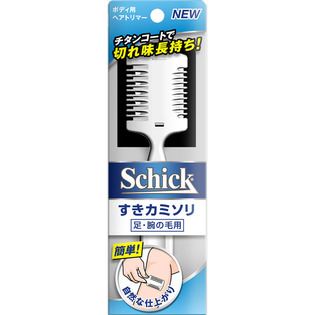 ボディ用
ヘアトリマー
NEW
チタンコートで
切れ味長持ち!
Schick
すきカミソリ
足・腕の毛用
簡単!
自然な仕上がり